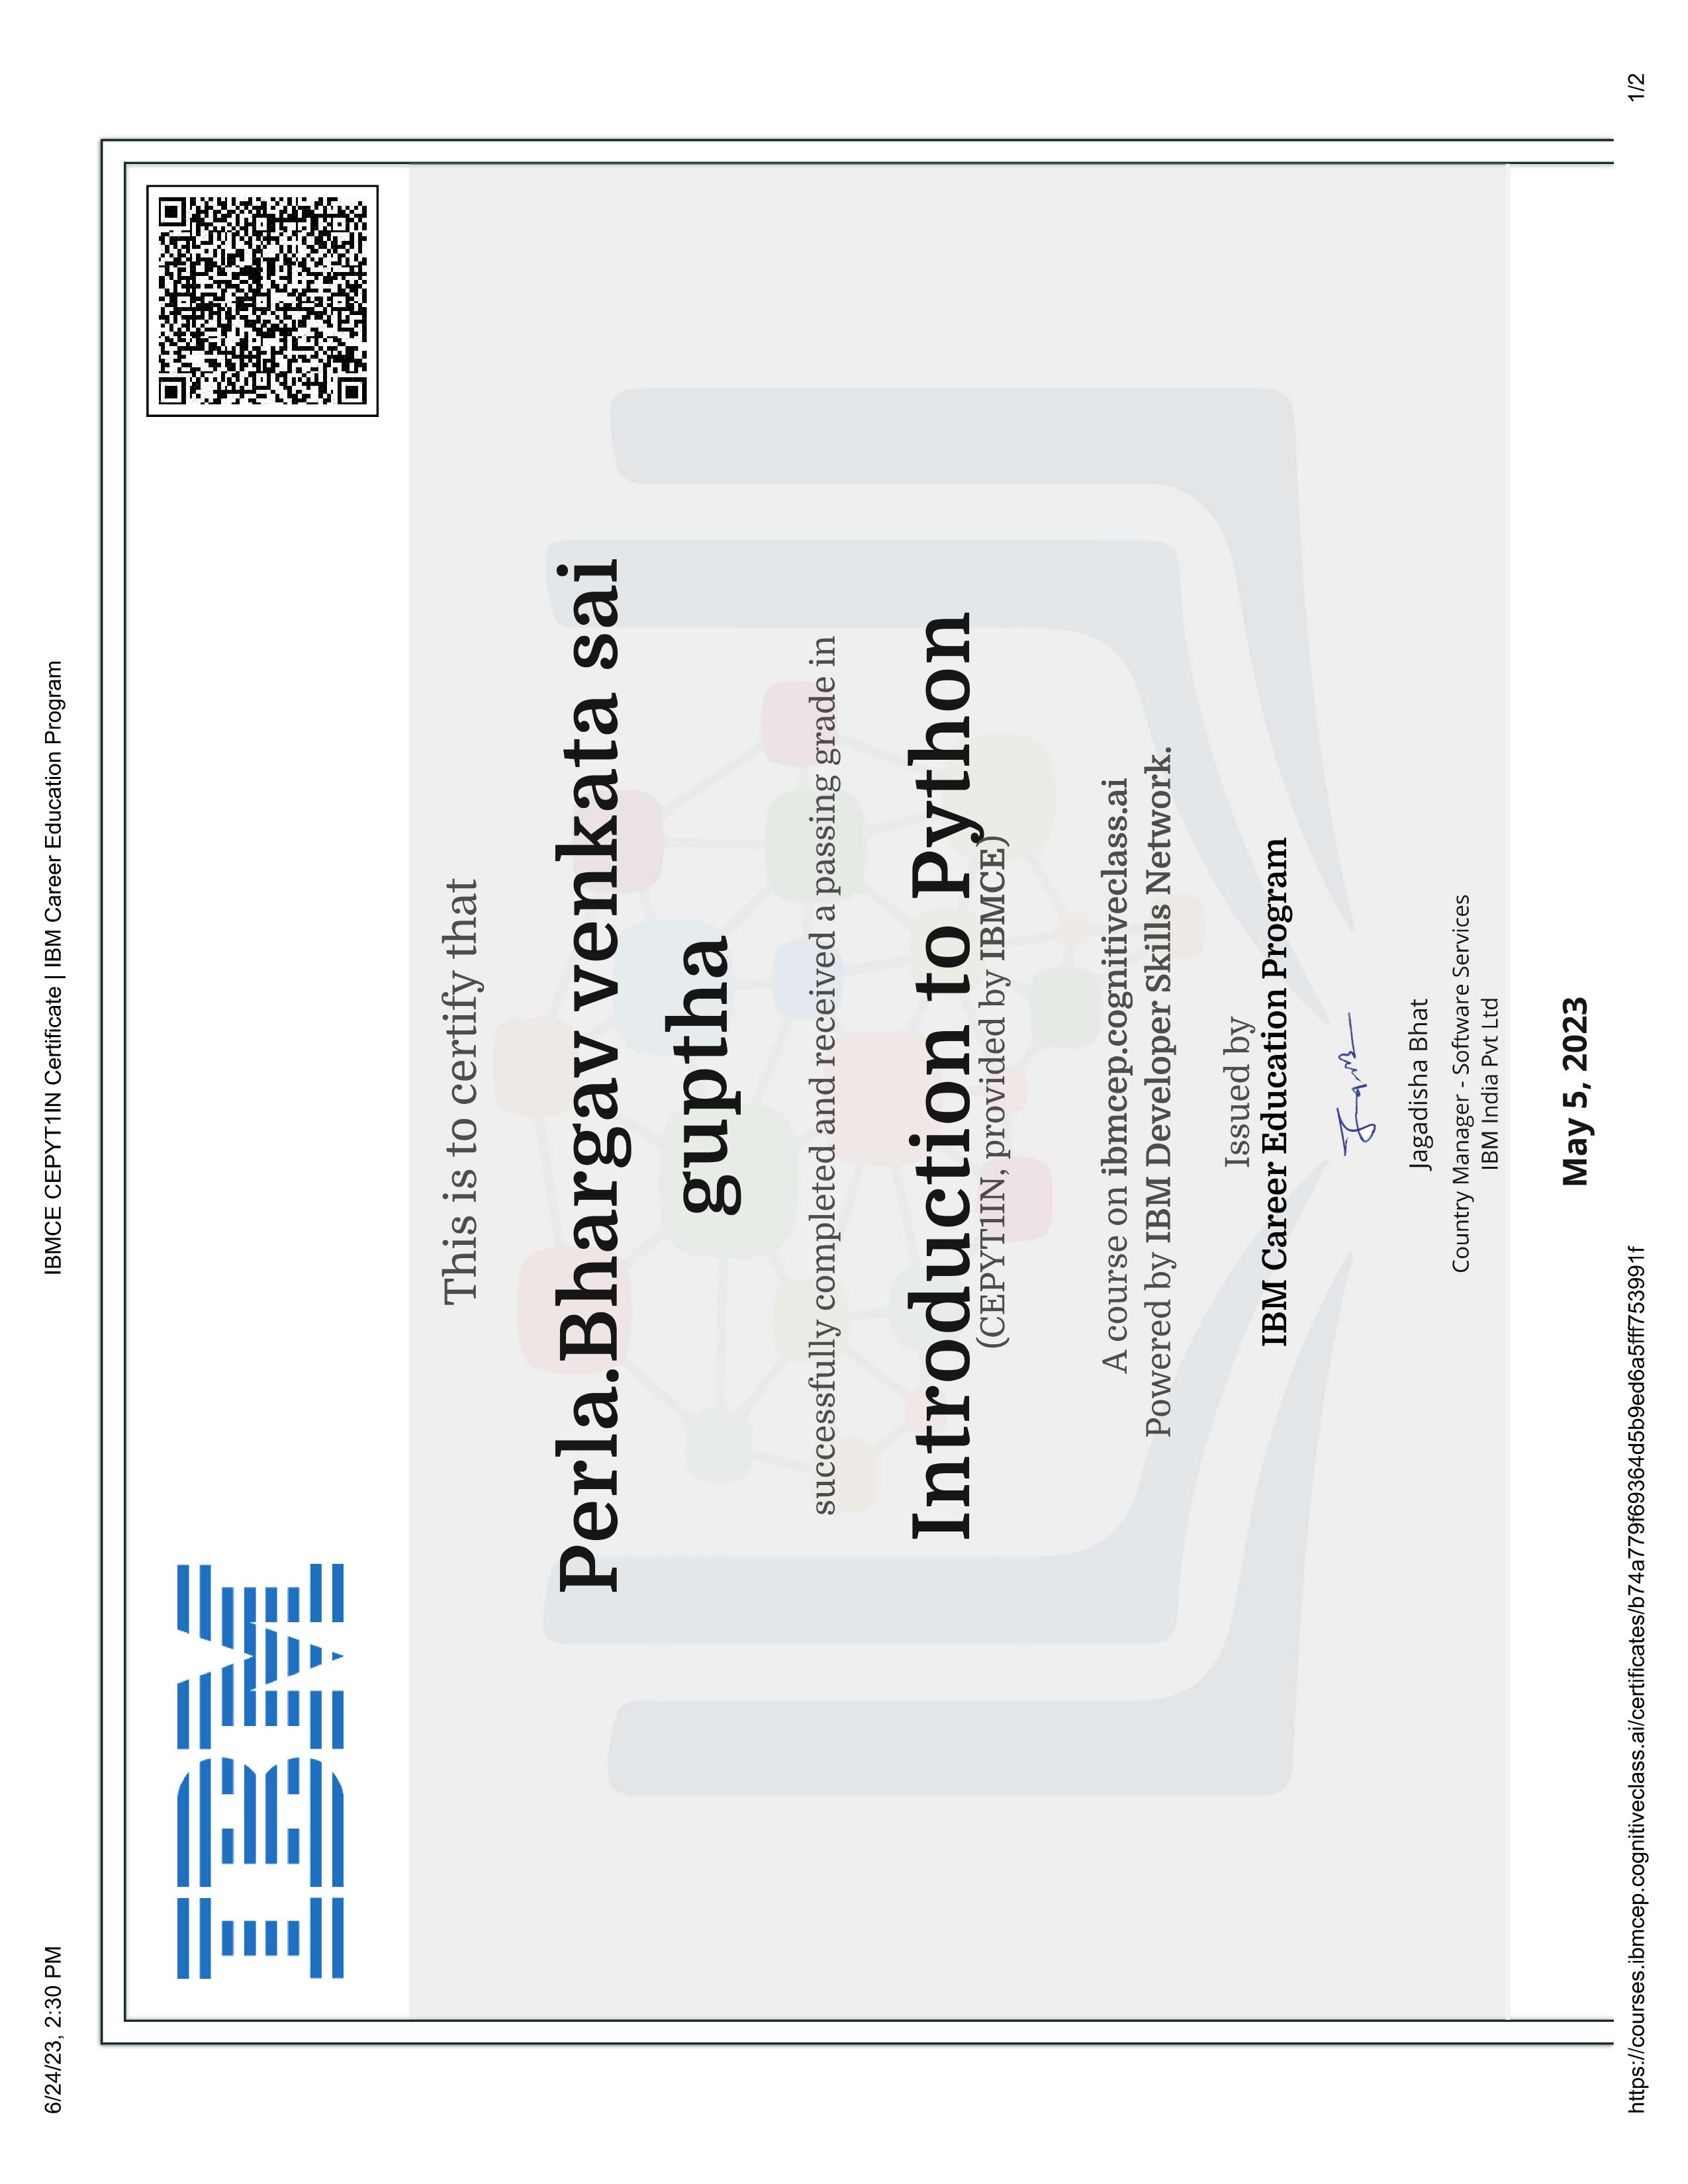 6/24/23, 2:30 PM
IBMCE CEPYT1IN Certificate | IBM Career Education Program
IBM
This is to certify that
Perla.Bhargav venkata sai
guptha
successfully completed and received a passing grade in
Introduction to Python
(CEPYT1IN, provided by IBMCE)
A course on ibmcep.cognitiveclass.ai
Powered by IBM Developer Skills Network.
Issued by
IBM Career Education Program
Jagadisha Bhat
Country Manager - Software Services
IBM India Pvt Ltd
May 5, 2023
https://courses.ibmcep.cognitiveclass.ai/certificates/b74a779f69364d5b9ed6a5fff753991f
1/2